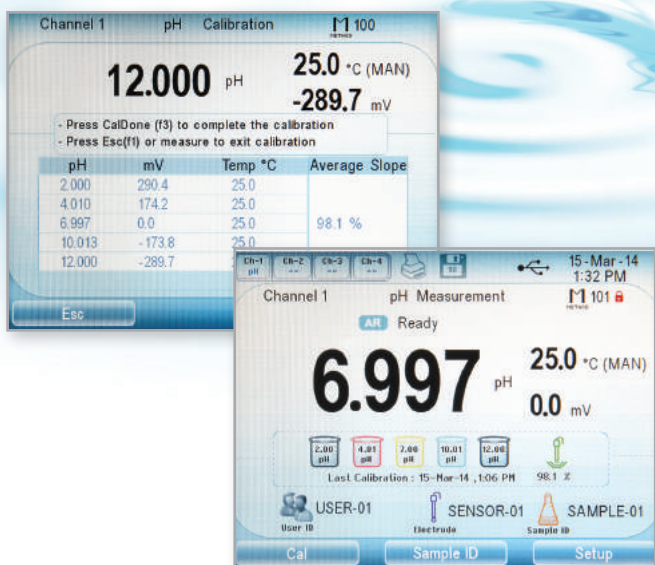 Channel 1 pH Calibration M 100
METHOD
12.000 pH 25.0 °C (MAN)
-289.7 mV
- Press CalDone (f3) to complete the calibration
- Press Esc(f1) or measure to exit calibration
pH mV Temp °C Average Slope
2.000 290.4 25.0
4.010 174.2 25.0
6.997 0.0 25.0 98.1 %
10.013 -173.8 25.0
12.000 -289.7
Esc
Ch-1 Ch-2 Ch-3 Ch-4 15-Mar-14
pH -- -- -- 1:32 PM
Channel 1 pH Measurement M 101
METHOD
AR Ready
6.997 pH 25.0 °C (MAN)
0.0 mV
2.00 4.01 7.00 10.01 12.00
pH pH pH pH pH
Last Calibration : 15-Mar-14 ,1:06 PM 98.1 %
USER-01 SENSOR-01 SAMPLE-01
User ID Electrode Sample ID
Cal Sample ID Setup